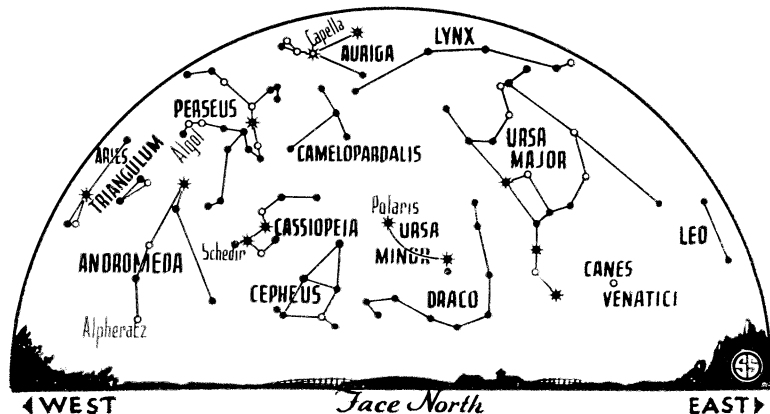 Capella
AURIGA
LYNX
PERSEUS
Algol
CAMELOPARDALIS
URSA
MAJOR
ARIES
TRIANGULUM
Polaris
URSA
MINOR
CASSIOPEIA
Schedir
LEO
ANDROMEDA
CEPHEUS
DRACO
CANES
VENATICI
Alpheratz
SS
WEST
Face North
EAST